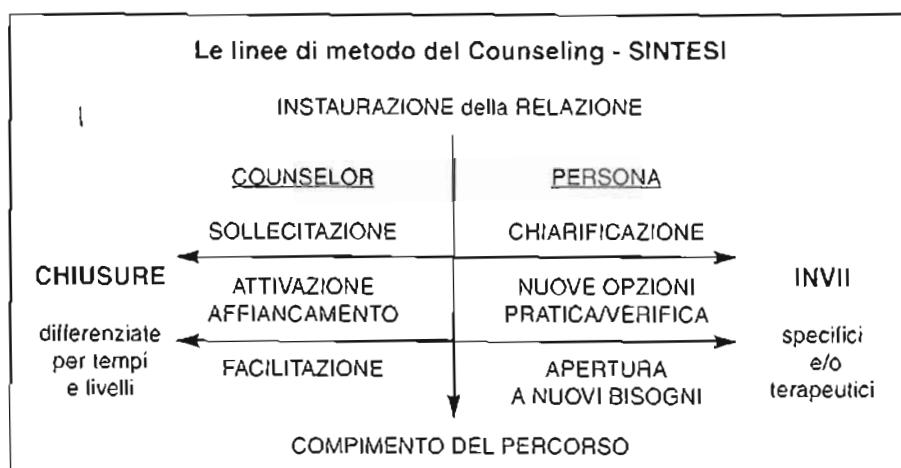 Le linee di metodo del Counseling - SINTESI
INSTAURAZIONE della RELAZIONE
COUNSELOR
PERSONA
SOLLECITAZIONE
CHIARIFICAZIONE
CHIUSURE
ATTIVAZIONE
AFFIANCAMENTO
NUOVE OPZIONI
PRATICA/VERIFICA
INVII
differenziate
per tempi
e livelli
FACILITAZIONE
APERTURA
A NUOVI BISOGNI
specifici
e/o
terapeutici
COMPIMENTO DEL PERCORSO